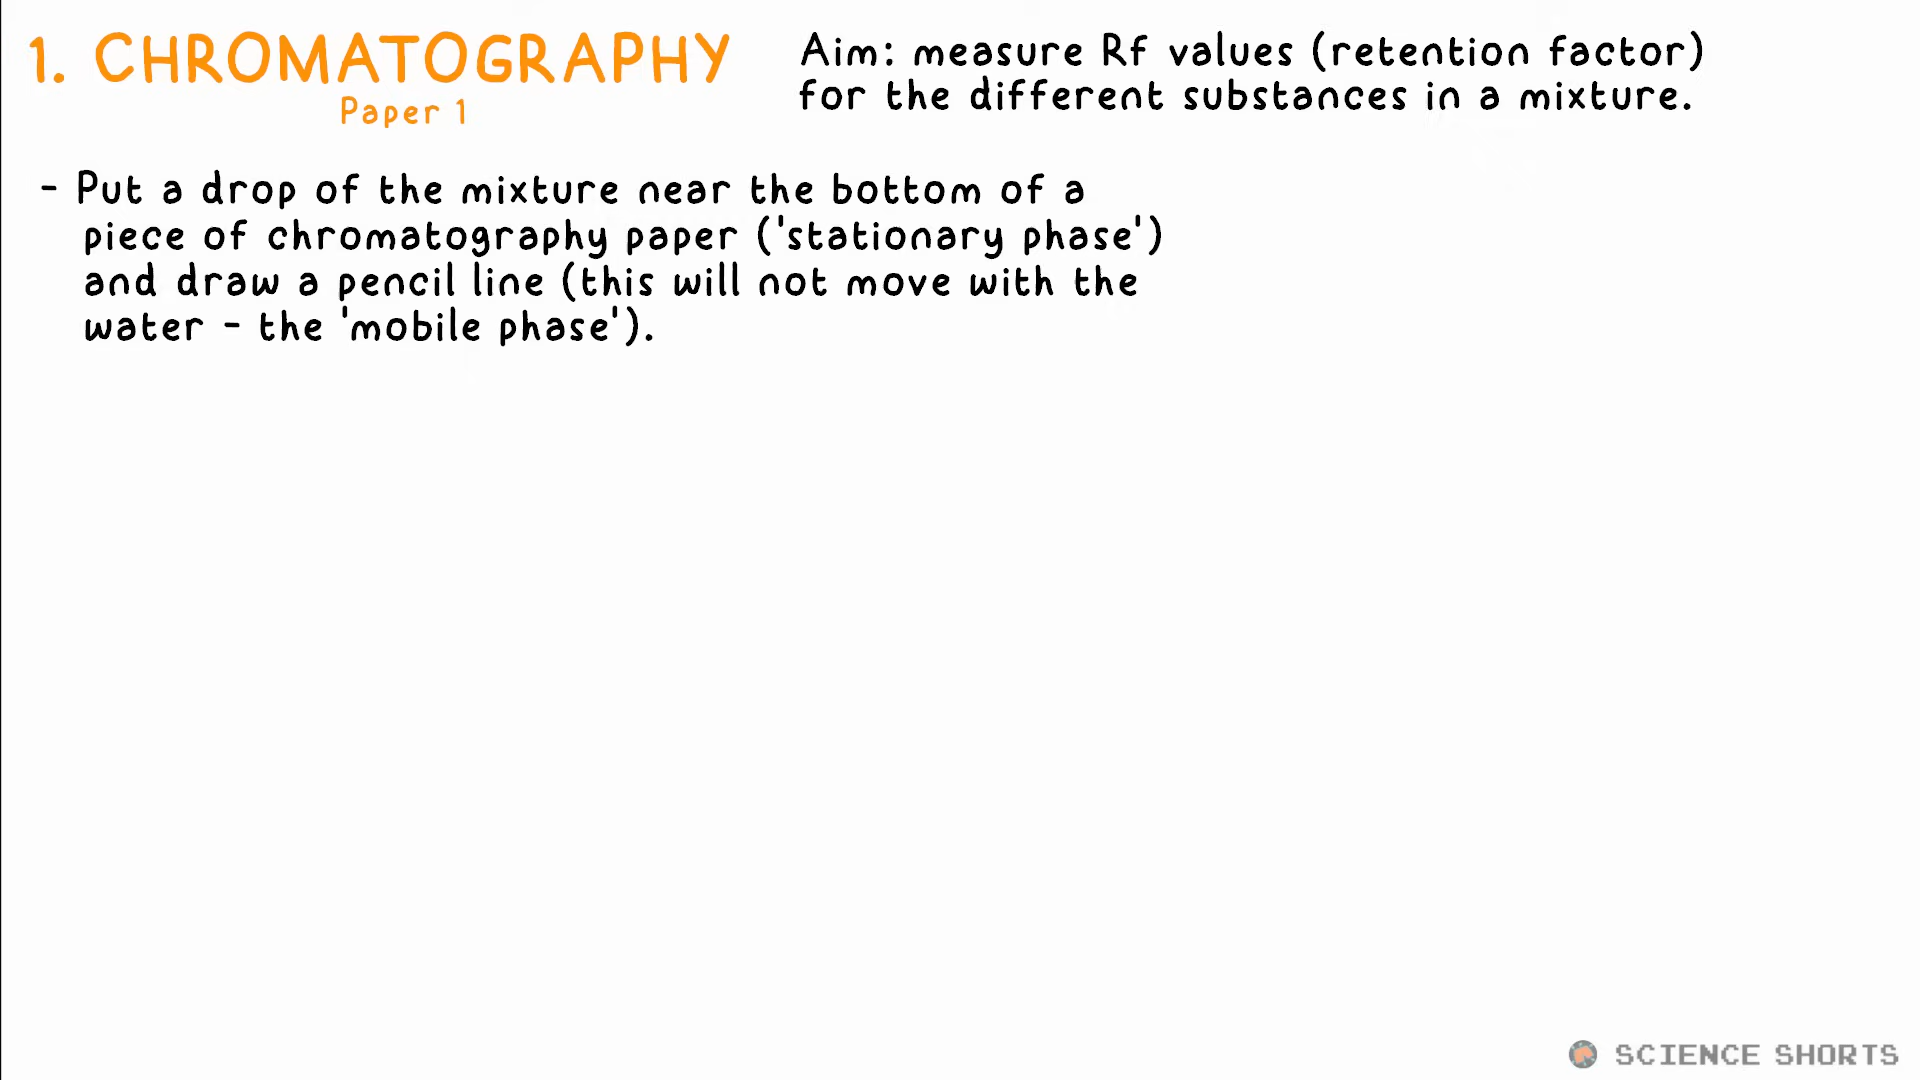 1. CHROMATOGRAPHY
Paper 1
Aim: measure Rf values (retention factor)
for the different substances in a mixture.
- Put a drop of the mixture near the bottom of a
piece of chromatography paper ('stationary phase')
and draw a pencil line (this will not move with the
water - the 'mobile phase').
SCIENCE SHORTS